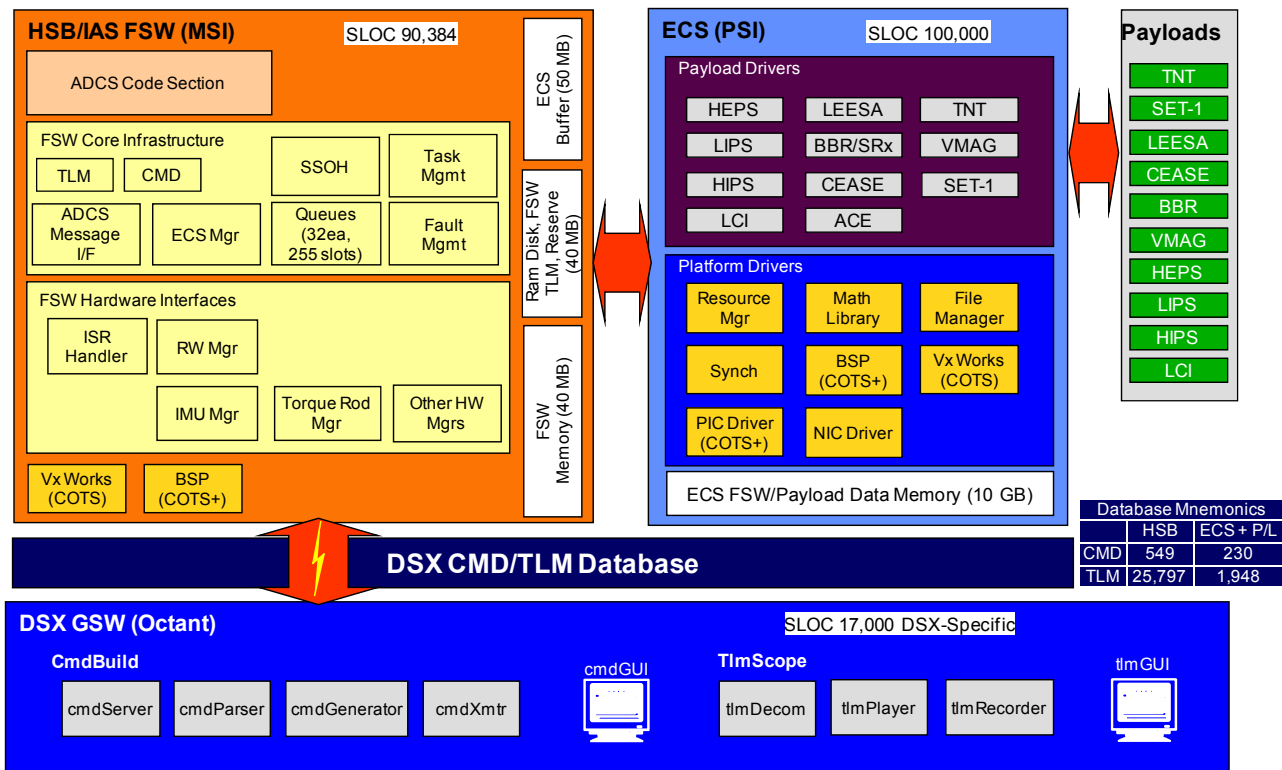 HSB/IAS FSW (MSI)
SLOC 90,384
ADCS Code Section
FSW Core Infrastructure
TLM
CMD
SSOH
Task
Mgmt
ADCS
Message
I/F
ECS Mgr
Queues
(32ea,
255 slots)
Fault
Mgmt
FSW Hardware Interfaces
ISR
Handler
RW Mgr
IMU Mgr
Torque Rod
Mgr
Other HW
Mgrs
Vx Works
(COTS)
BSP
(COTS+)
ECS
Buffer (50 MB)
Ram Disk, FSW
TLM, Reserve
(40 MB)
FSW
Memory (40 MB)
ECS (PSI)
SLOC 100,000
Payload Drivers
HEPS
LEESA
TNT
LIPS
BBR/SRx
VMAG
HIPS
CEASE
SET-1
LCI
ACE
Platform Drivers
Resource
Mgr
Math
Library
File
Manager
Synch
BSP
(COTS+)
Vx Works
(COTS)
PIC Driver
(COTS+)
NIC Driver
ECS FSW/Payload Data Memory (10 GB)
Payloads
TNT
SET-1
LEESA
CEASE
BBR
VMAG
HEPS
LIPS
HIPS
LCI
Database Mnemonics
HSB ECS + P/L
CMD 549 230
TLM 25,797 1,948
DSX CMD/TLM Database
DSX GSW (Octant)
SLOC 17,000 DSX-Specific
CmdBuild
cmdServer
cmdParser
cmdGenerator
cmdXmtr
cmdGUI
TlmScope
tlmDecom
tlmPlayer
tlmRecorder
tlmGUI